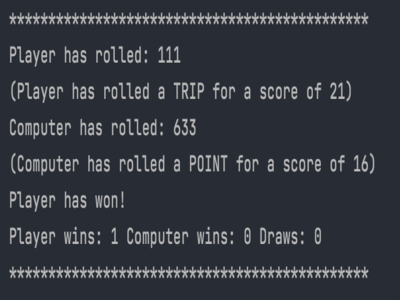 **********************************************
Player has rolled: 111
(Player has rolled a TRIP for a score of 21)
Computer has rolled: 633
(Computer has rolled a POINT for a score of 16)
Player has won!
Player wins: 1 Computer wins: 0 Draws: 0
**********************************************